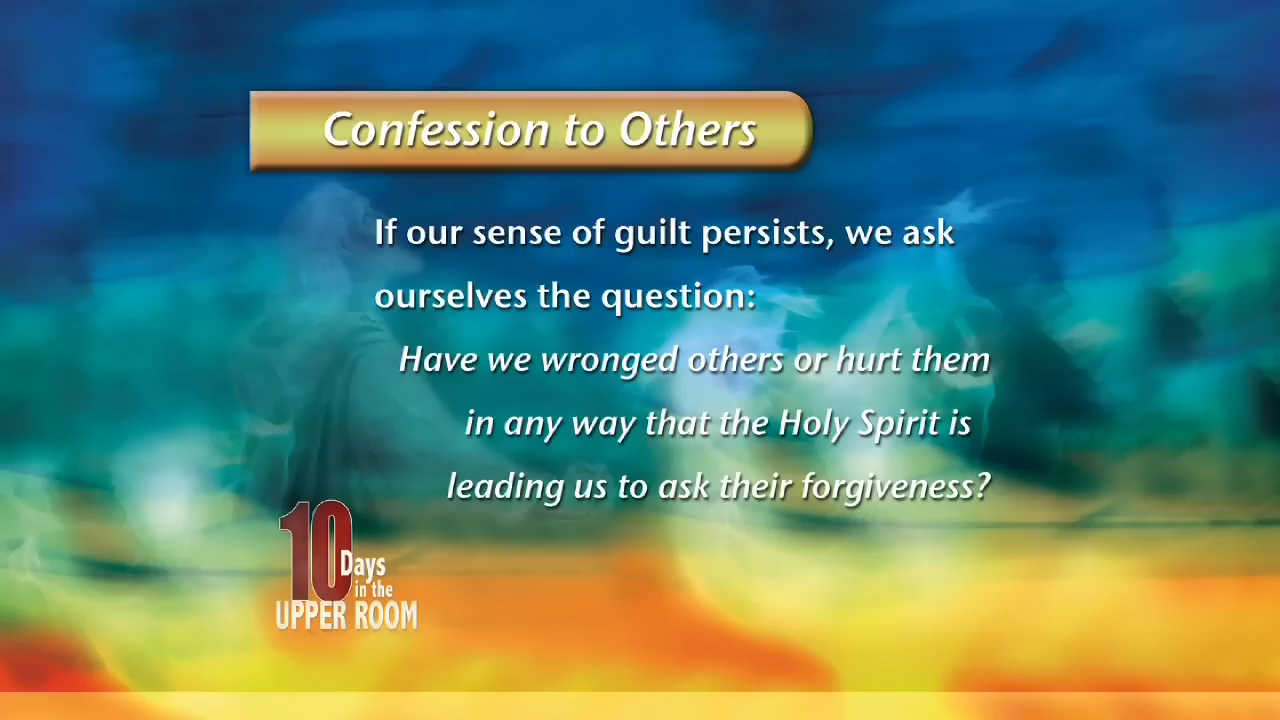 Confession to Others
If our sense of guilt persists, we ask
ourselves the question:
Have we wronged others or hurt them
in any way that the Holy Spirit is
leading us to ask their forgiveness?
10
Days
in the
UPPER ROOM